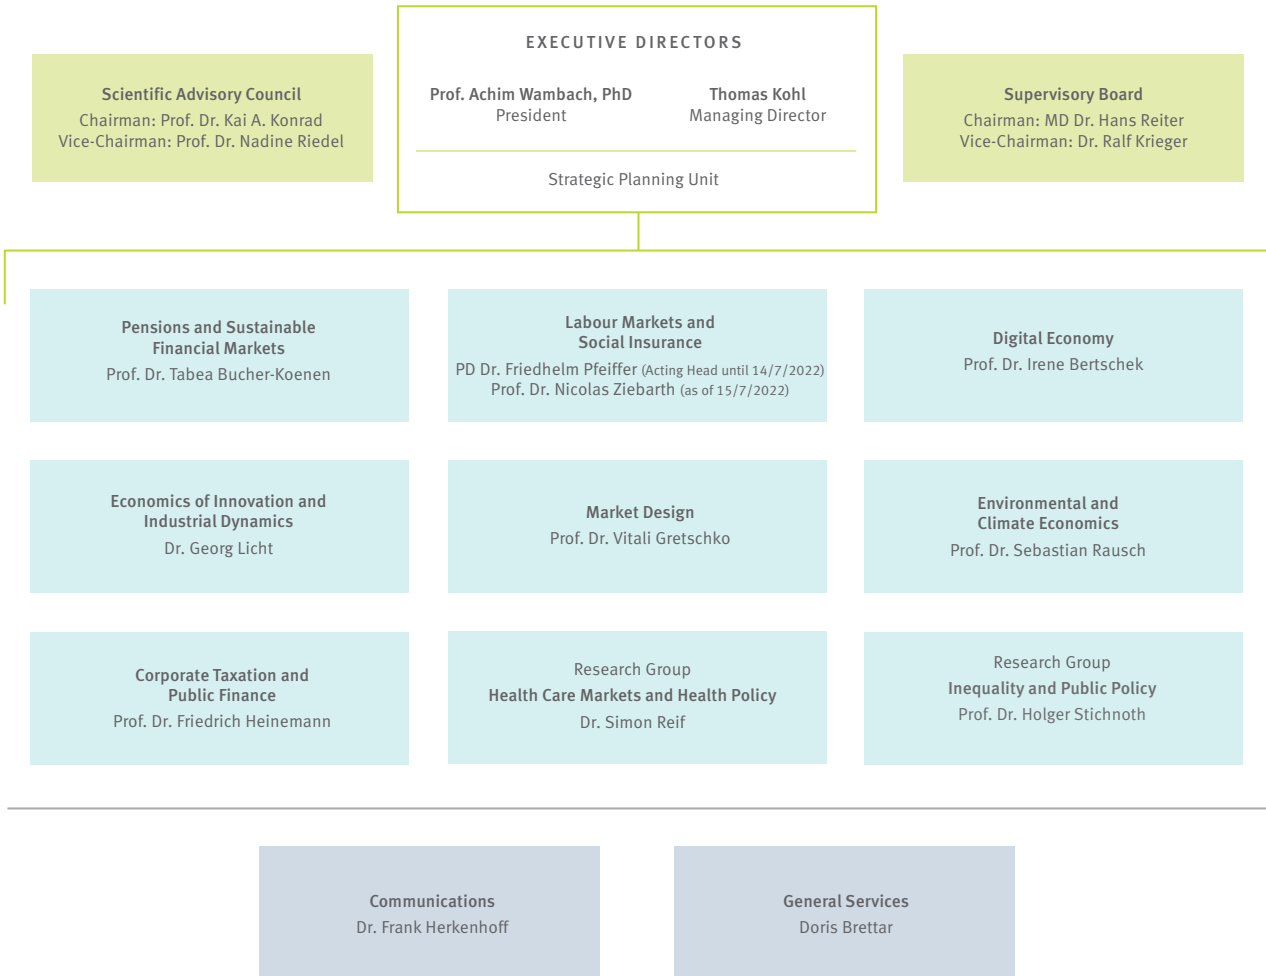 EXECUTIVE DIRECTORS
Prof. Achim Wambach, PhD
President
Thomas Kohl
Managing Director
Strategic Planning Unit
Scientific Advisory Council
Chairman: Prof. Dr. Kai A. Konrad
Vice-Chairman: Prof. Dr. Nadine Riedel
Supervisory Board
Chairman: MD Dr. Hans Reiter
Vice-Chairman: Dr. Ralf Krieger
Pensions and Sustainable
Financial Markets
Prof. Dr. Tabea Bucher-Koenen
Labour Markets and
Social Insurance
PD Dr. Friedhelm Pfeiffer (Acting Head until 14/7/2022)
Prof. Dr. Nicolas Ziebarth (as of 15/7/2022)
Digital Economy
Prof. Dr. Irene Bertschek
Economics of Innovation and
Industrial Dynamics
Dr. Georg Licht
Market Design
Prof. Dr. Vitali Gretschko
Environmental and
Climate Economics
Prof. Dr. Sebastian Rausch
Corporate Taxation and
Public Finance
Prof. Dr. Friedrich Heinemann
Research Group
Health Care Markets and Health Policy
Dr. Simon Reif
Research Group
Inequality and Public Policy
Prof. Dr. Holger Stichnoth
Communications
Dr. Frank Herkenhoff
General Services
Doris Brettar